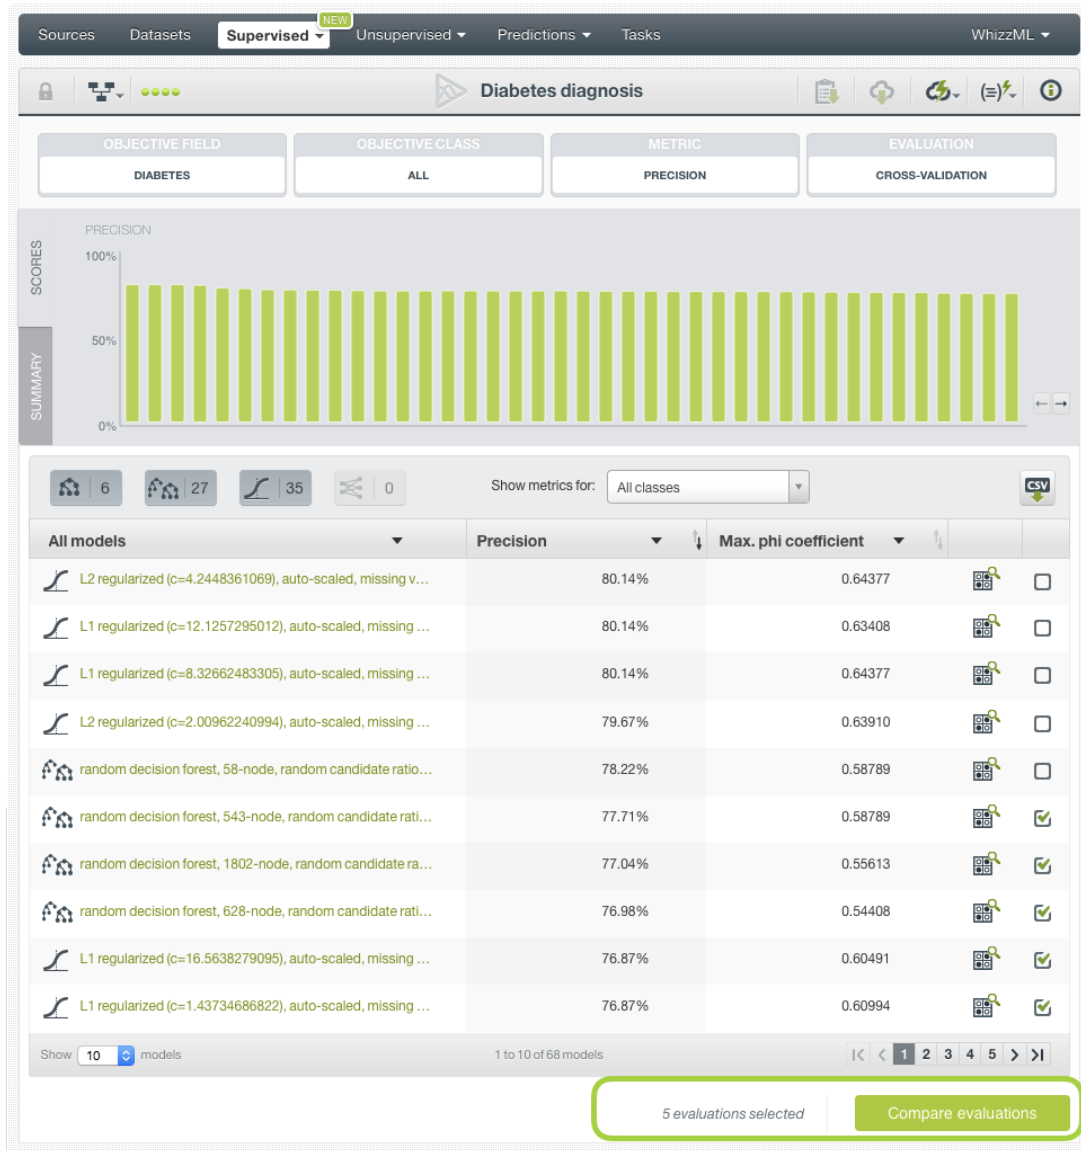 NEW
Sources Datasets Supervised Unsupervised Predictions Tasks WhizzML
Diabetes diagnosis
OBJECTIVE FIELD OBJECTIVE CLASS METRIC EVALUATION
DIABETES ALL PRECISION CROSS-VALIDATION
SCORES
SUMMARY
PRECISION
100%
50%
0%
6 27 35 0 Show metrics for: All classes CSV
All models Precision Max. phi coefficient
L2 regularized (c=4.2448361069), auto-scaled, missing v... 80.14% 0.64377
L1 regularized (c=12.1257295012), auto-scaled, missing ... 80.14% 0.63408
L1 regularized (c=8.32662483305), auto-scaled, missing ... 80.14% 0.64377
L2 regularized (c=2.00962240994), auto-scaled, missing ... 79.67% 0.63910
random decision forest, 58-node, random candidate ratio... 78.22% 0.58789
random decision forest, 543-node, random candidate rati... 77.71% 0.58789
random decision forest, 1802-node, random candidate ra... 77.04% 0.55613
random decision forest, 628-node, random candidate rati... 76.98% 0.54408
L1 regularized (c=16.5638279095), auto-scaled, missing ... 76.87% 0.60491
L1 regularized (c=1.43734686822), auto-scaled, missing ... 76.87% 0.60994
Show 10 models 1 to 10 of 68 models 1 2 3 4 5
5 evaluations selected Compare evaluations